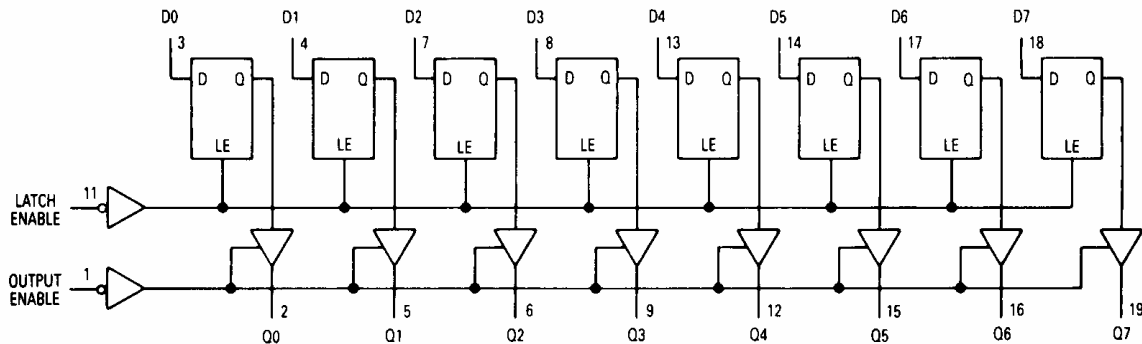 D0 D1 D2 D3 D4 D5 D6 D7
3 4 7 8 13 14 17 18
D Q D Q D Q D Q D Q D Q D Q D Q
LE LE LE LE LE LE LE LE
LATCH 11
ENABLE
OUTPUT 1
ENABLE
2 5 6 9 12 15 16 19
Q0 Q1 Q2 Q3 Q4 Q5 Q6 Q7